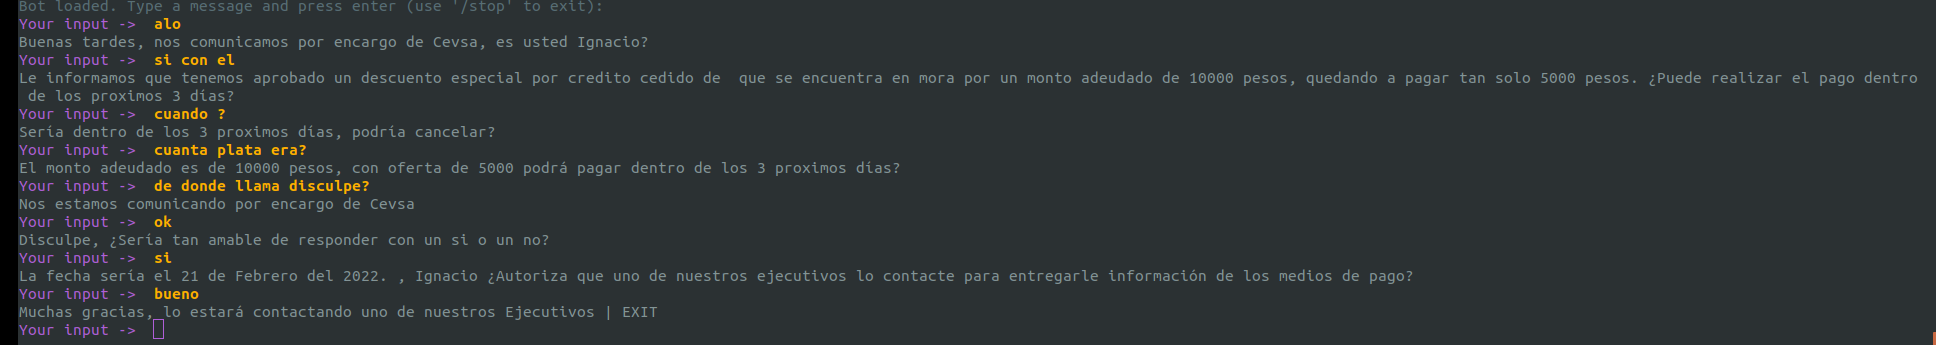 Bot loaded. Type a message and press enter (use '/stop' to exit):
Your input ->  alo
Buenas tardes, nos comunicamos por encargo de Cevsa, es usted Ignacio?
Your input ->  si con el
Le informamos que tenemos aprobado un descuento especial por credito cedido de  que se encuentra en mora por un monto adeudado de 10000 pesos, quedando a pagar tan solo 5000 pesos. ¿Puede realizar el pago dentro
de los proximos 3 días?
Your input ->  cuando ?
Sería dentro de los 3 proximos días, podría cancelar?
Your input ->  cuanta plata era?
El monto adeudado es de 10000 pesos, con oferta de 5000 podrá pagar dentro de los 3 proximos días?
Your input ->  de donde llama disculpe?
Nos estamos comunicando por encargo de Cevsa
Your input ->  ok
Disculpe, ¿Sería tan amable de responder con un si o un no?
Your input ->  si
La fecha sería el 21 de Febrero del 2022. , Ignacio ¿Autoriza que uno de nuestros ejecutivos lo contacte para entregarle información de los medios de pago?
Your input ->  bueno
Muchas gracias, lo estará contactando uno de nuestros Ejecutivos | EXIT
Your input ->